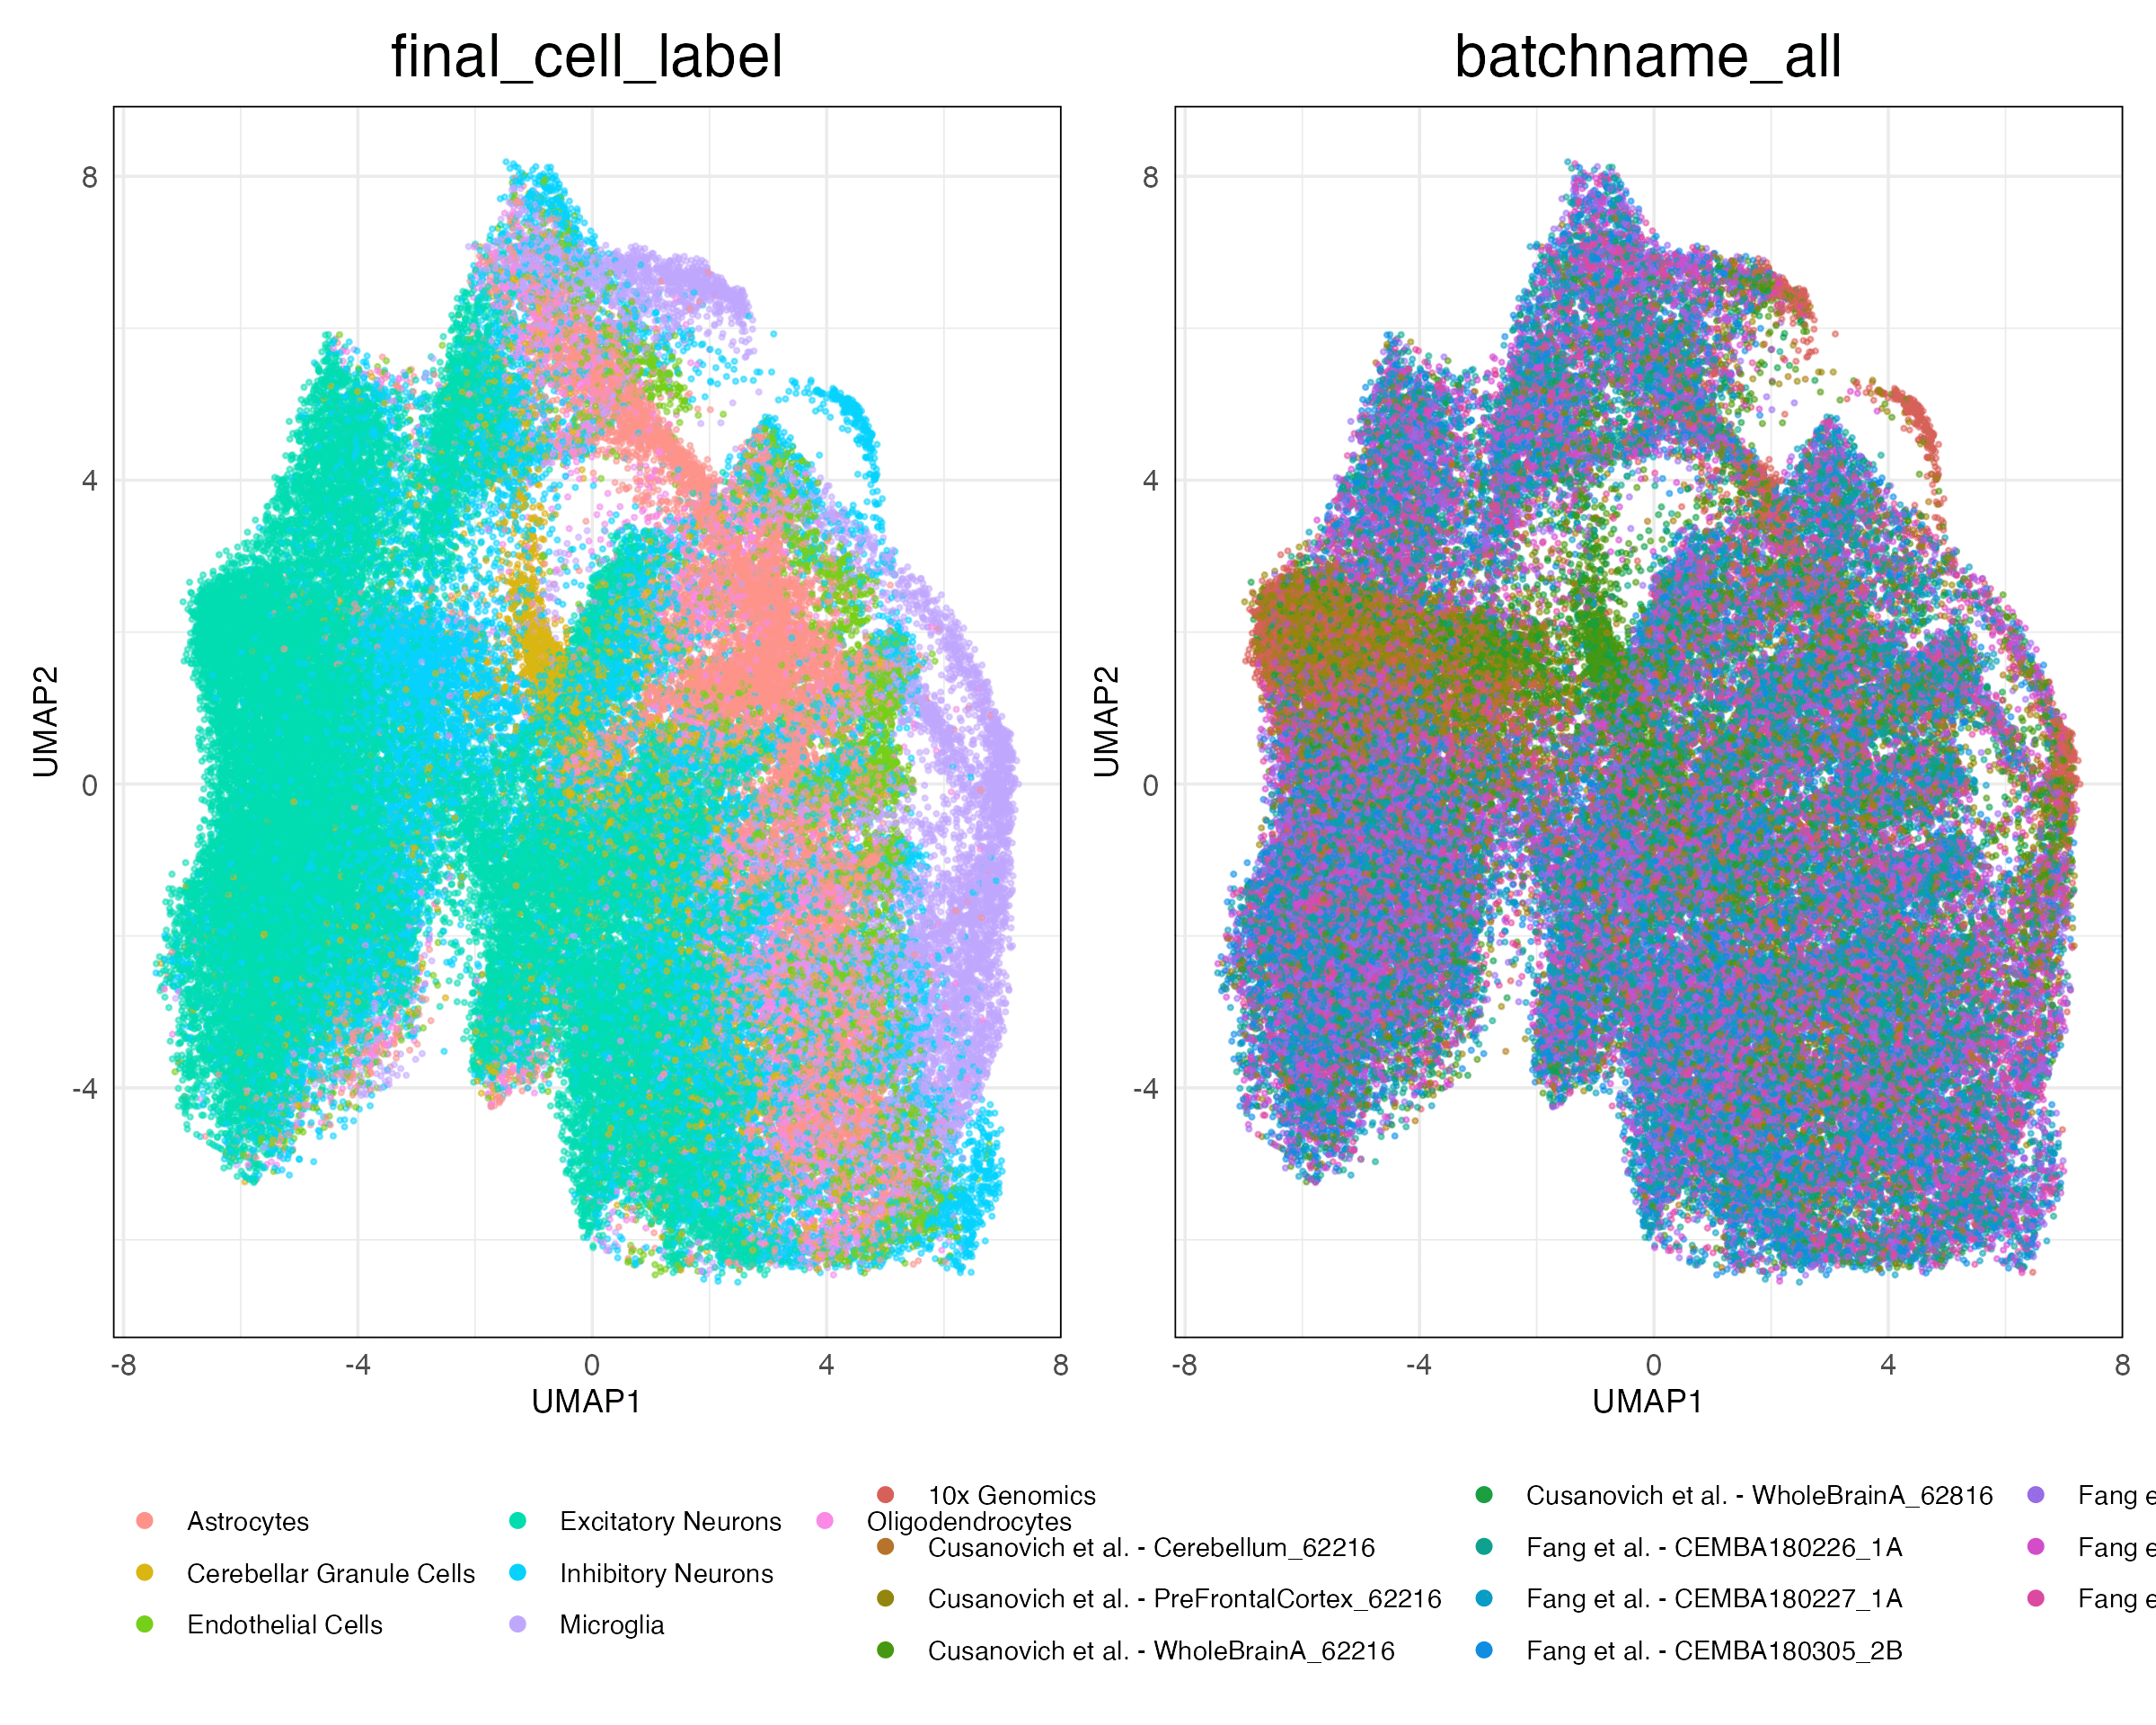 final_cell_label
batchname_all
UMAP2
8
4
0
-4
-8
-4
0
4
8
UMAP1
UMAP2
8
4
0
-4
-8
-4
0
4
8
UMAP1
Astrocytes
Cerebellar Granule Cells
Endothelial Cells
Excitatory Neurons
Inhibitory Neurons
Microglia
Oligodendrocytes
10x Genomics
Cusanovich et al. - Cerebellum_62216
Cusanovich et al. - PreFrontalCortex_62216
Cusanovich et al. - WholeBrainA_62216
Cusanovich et al. - WholeBrainA_62816
Fang et al. - CEMBA180226_1A
Fang et al. - CEMBA180227_1A
Fang et al. - CEMBA180305_2B
Fang e
Fang e
Fang e